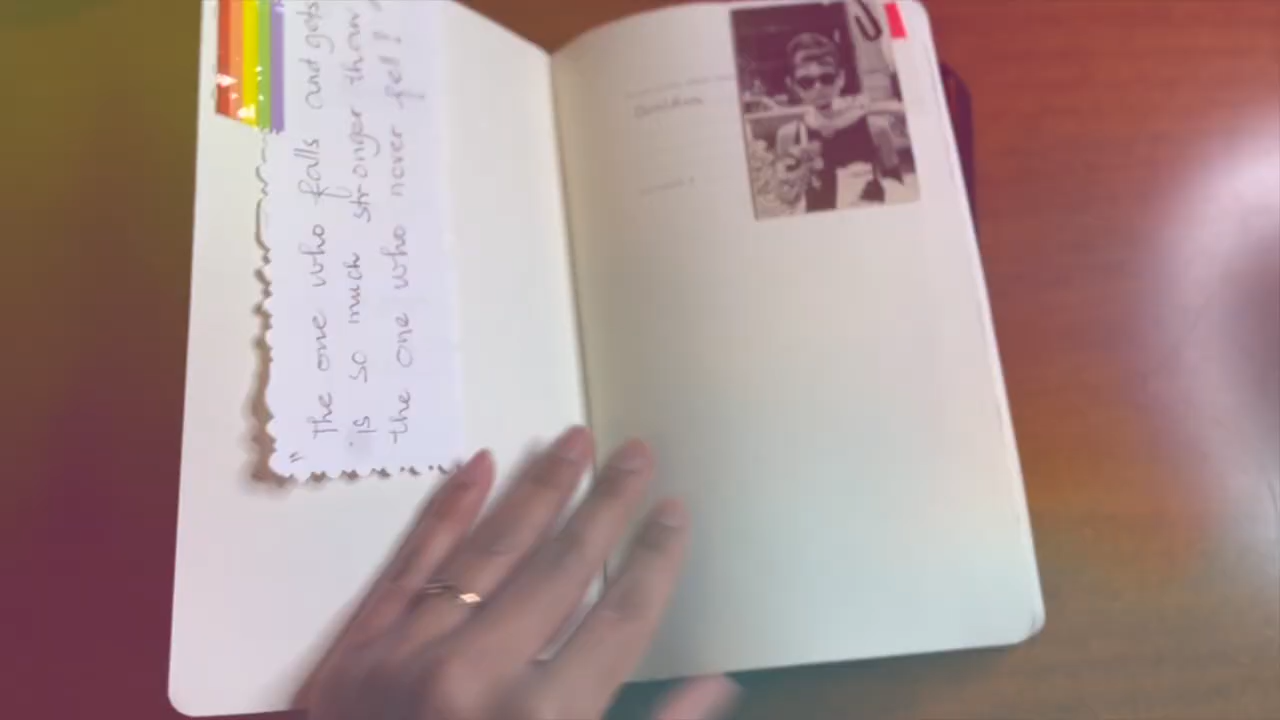 "The one who falls and gets
is so much stronger than
the one who never fell!